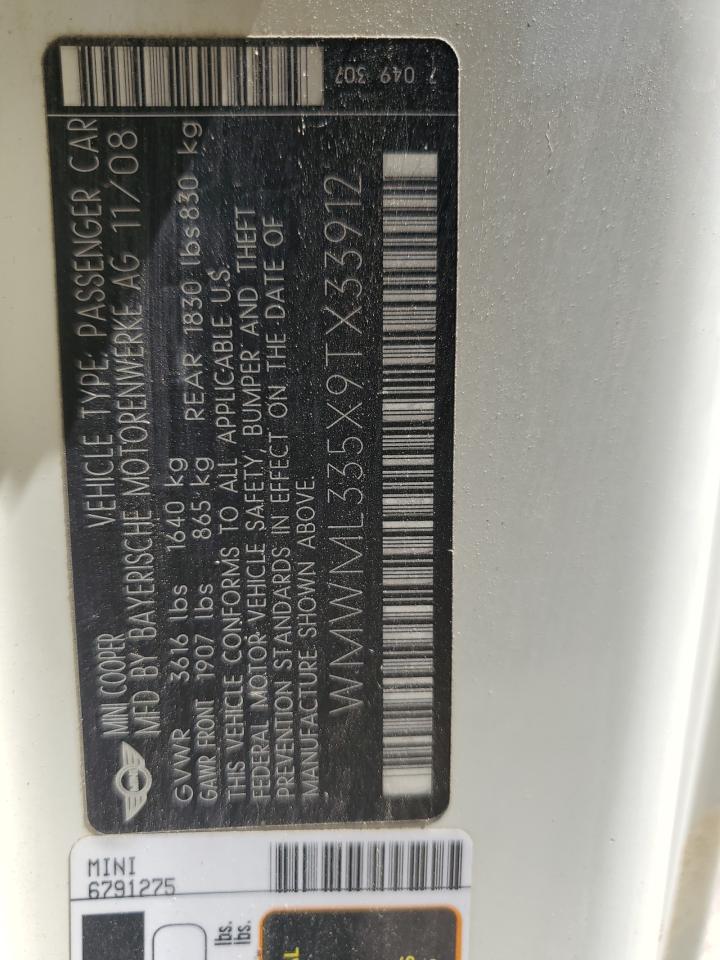 7 049 307
MINI COOPER VEHICLE TYPE: PASSENGER CAR
MFD BY BAYERISCHE MOTORENWERKE AG 11/08
GVWR 3616 lbs 1640 kg
GAWR FRONT 1907 lbs 865 kg REAR 1830 lbs 830 kg
THIS VEHICLE CONFORMS TO ALL APPLICABLE U.S.
FEDERAL MOTOR VEHICLE SAFETY, BUMPER AND THEFT
PREVENTION STANDARDS IN EFFECT ON THE DATE OF
MANUFACTURE SHOWN ABOVE.
WMWML335X9TX33912
MINI
6791275
lbs.
lbs.